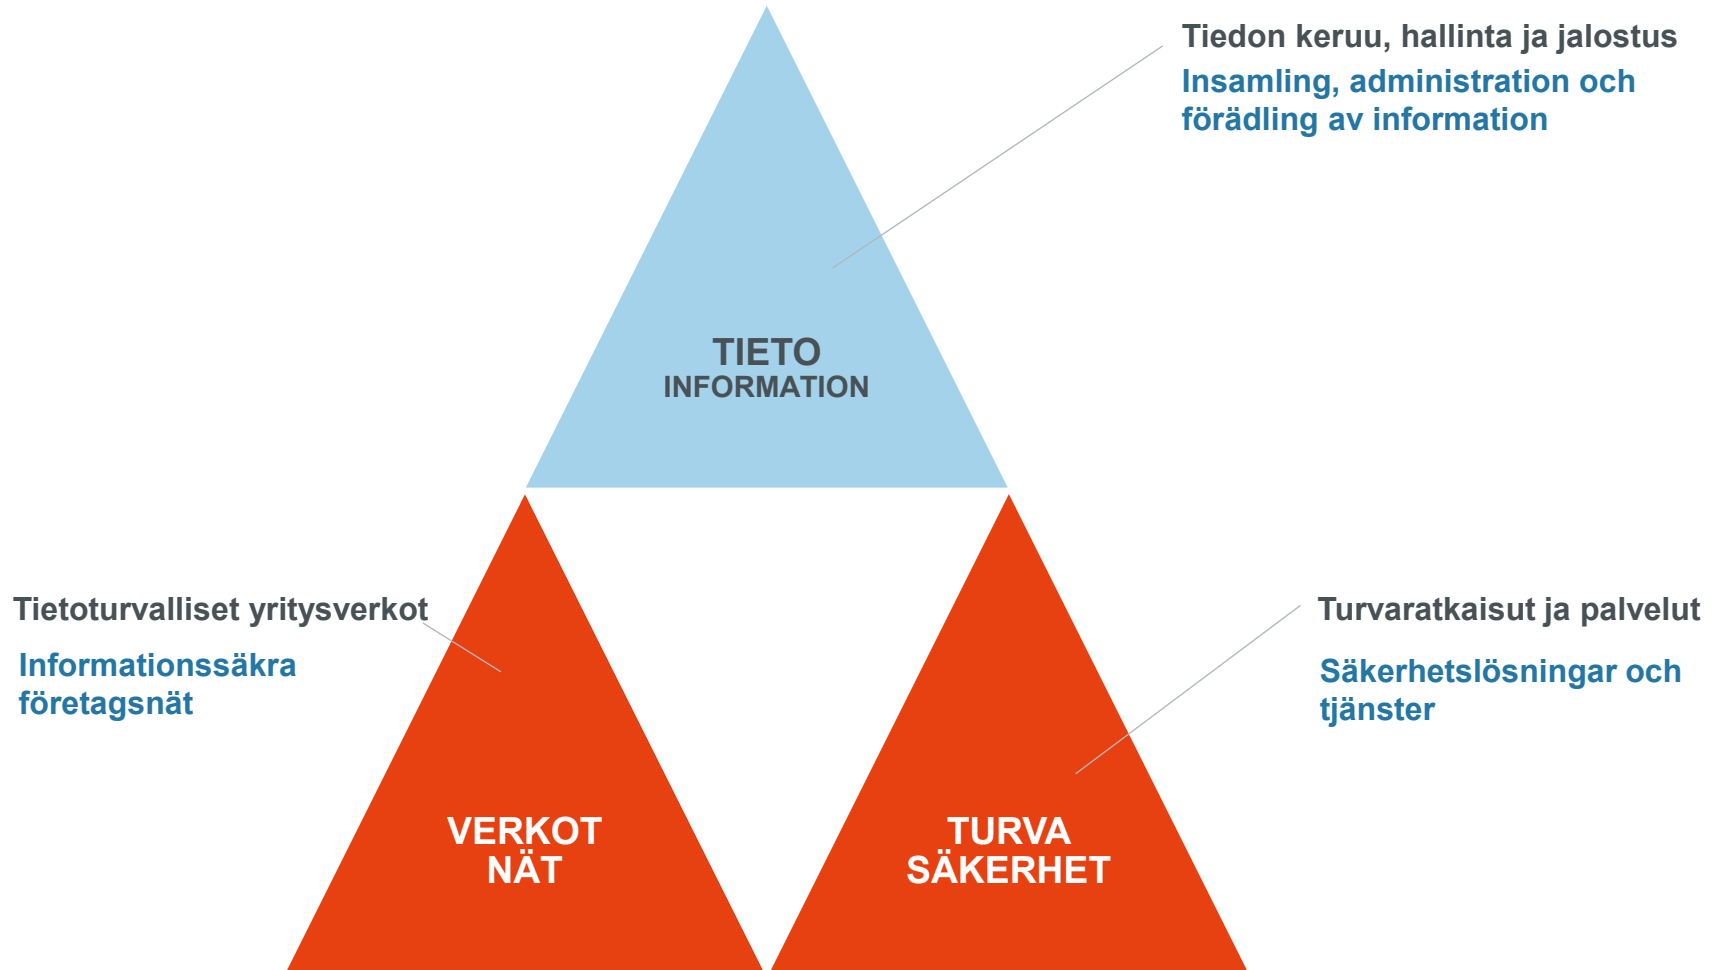 Tiedon keruu, hallinta ja jalostus
Insamling, administration och
förädling av information
TIETO
INFORMATION
Tietoturvalliset yritysverkot
Informationssäkra
företagsnät
Turvaratkaisut ja palvelut
Säkerhetslösningar och
tjänster
VERKOT
NÄT
TURVA
SÄKERHET